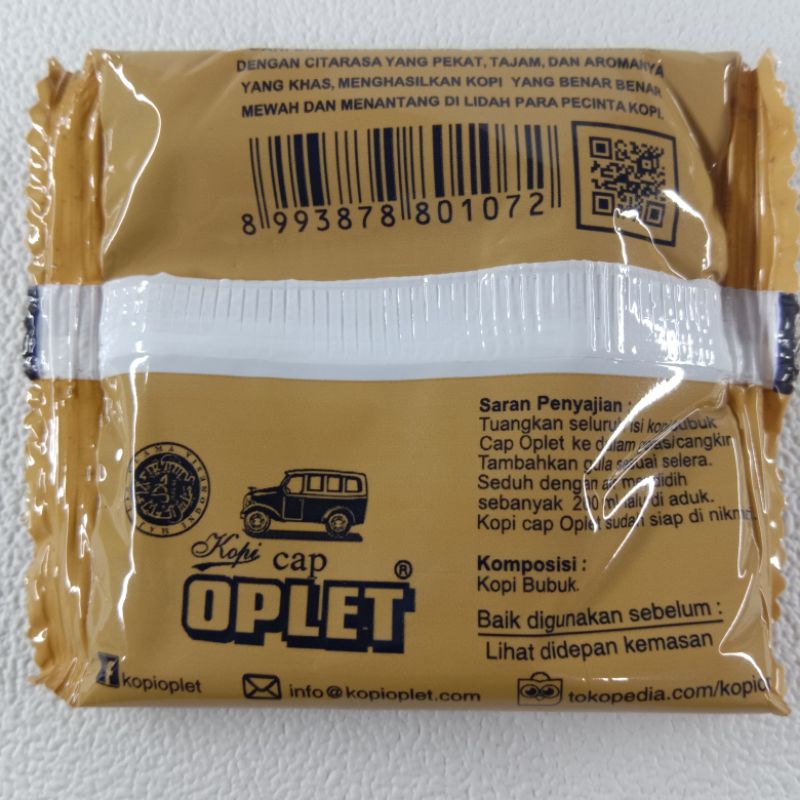 DENGAN CITARASA YANG PEKAT, TAJAM, DAN AROMANYA
YANG KHAS, MENGHASILKAN KOPI YANG BENAR BENAR
MEWAH DAN MENANTANG DI LIDAH PARA PECINTA KOPI.
8 993878 801072
Saran Penyajian :
Tuangkan seluruh isi kopi bubuk
Cap Oplet ke dalam gelas/cangkir
Tambahkan gula sesuai selera.
Seduh dengan air mendidih
sebanyak 200 ml lalu di aduk.
Kopi cap Oplet sudah siap di
Kopi cap
OPLET ®
Komposisi :
Kopi Bubuk.
Baik digunakan sebelum :
Lihat didepan kemasan
f kopioplet
info@kopioplet.com
tokopedia.com/kopio